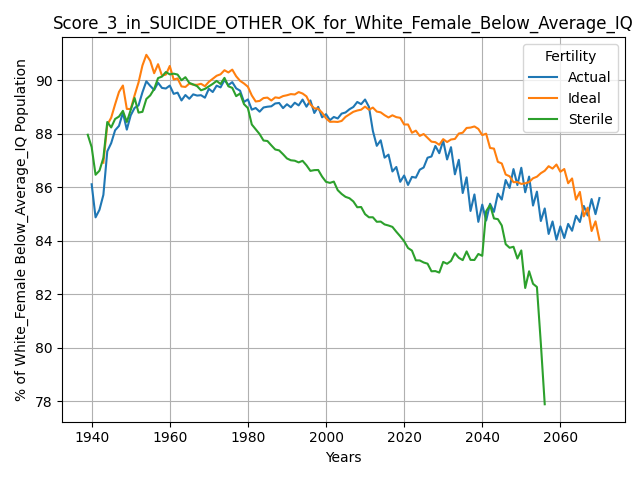 Score_3_in_SUICIDE_OTHER_OK_for_White_Female_Below_Average_IQ
Fertility
Actual
Ideal
Sterile
% of White_Female Below_Average_IQ Population
90
88
86
84
82
80
78
1940
1960
1980
2000
2020
2040
2060
Years